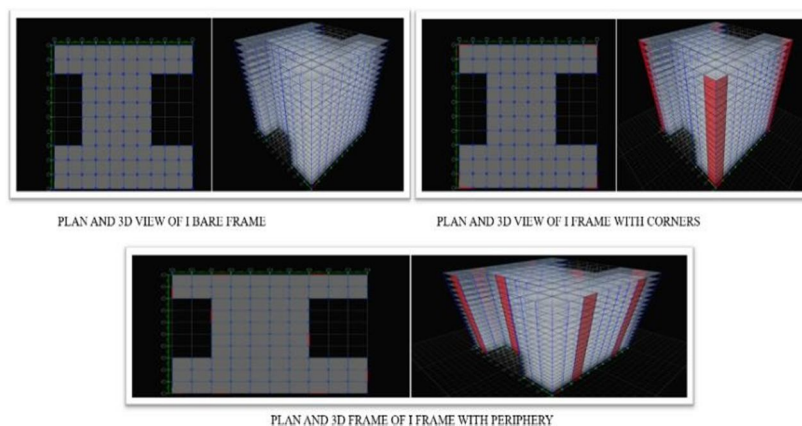 PLAN AND 3D VIEW OF I BARE FRAME
PLAN AND 3D VIEW OF I FRAME WITH CORNERS
PLAN AND 3D FRAME OF I FRAME WITH PERIPHERY